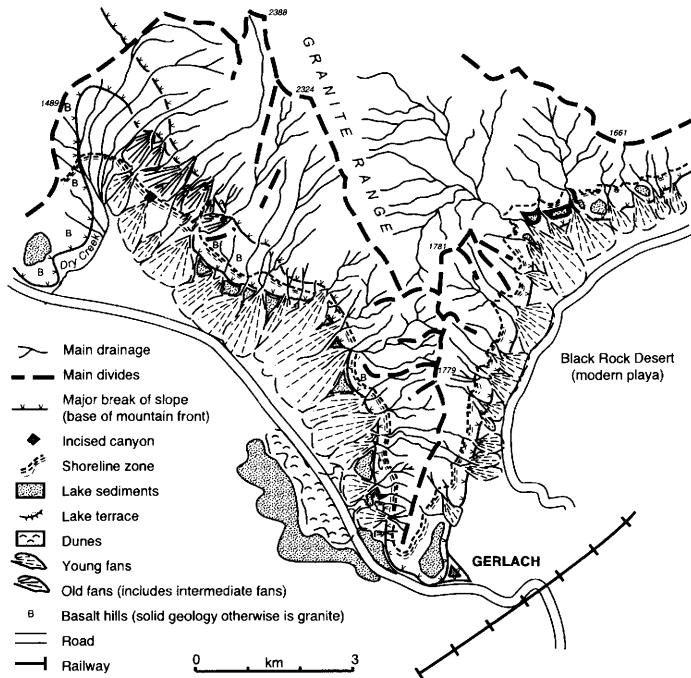 2388
GRANITE RANGE
2324
1489
B
1661
B
B
1781
B
B
B
B
Dry Creek
B
Black Rock Desert
(modern playa)
1779
B
Main drainage
Main divides
Major break of slope
(base of mountain front)
Incised canyon
Shoreline zone
Lake sediments
Lake terrace
Dunes
Young fans
Old fans (includes intermediate fans)
B Basalt hills (solid geology otherwise is granite)
Road
Railway
GERLACH
0 km 3